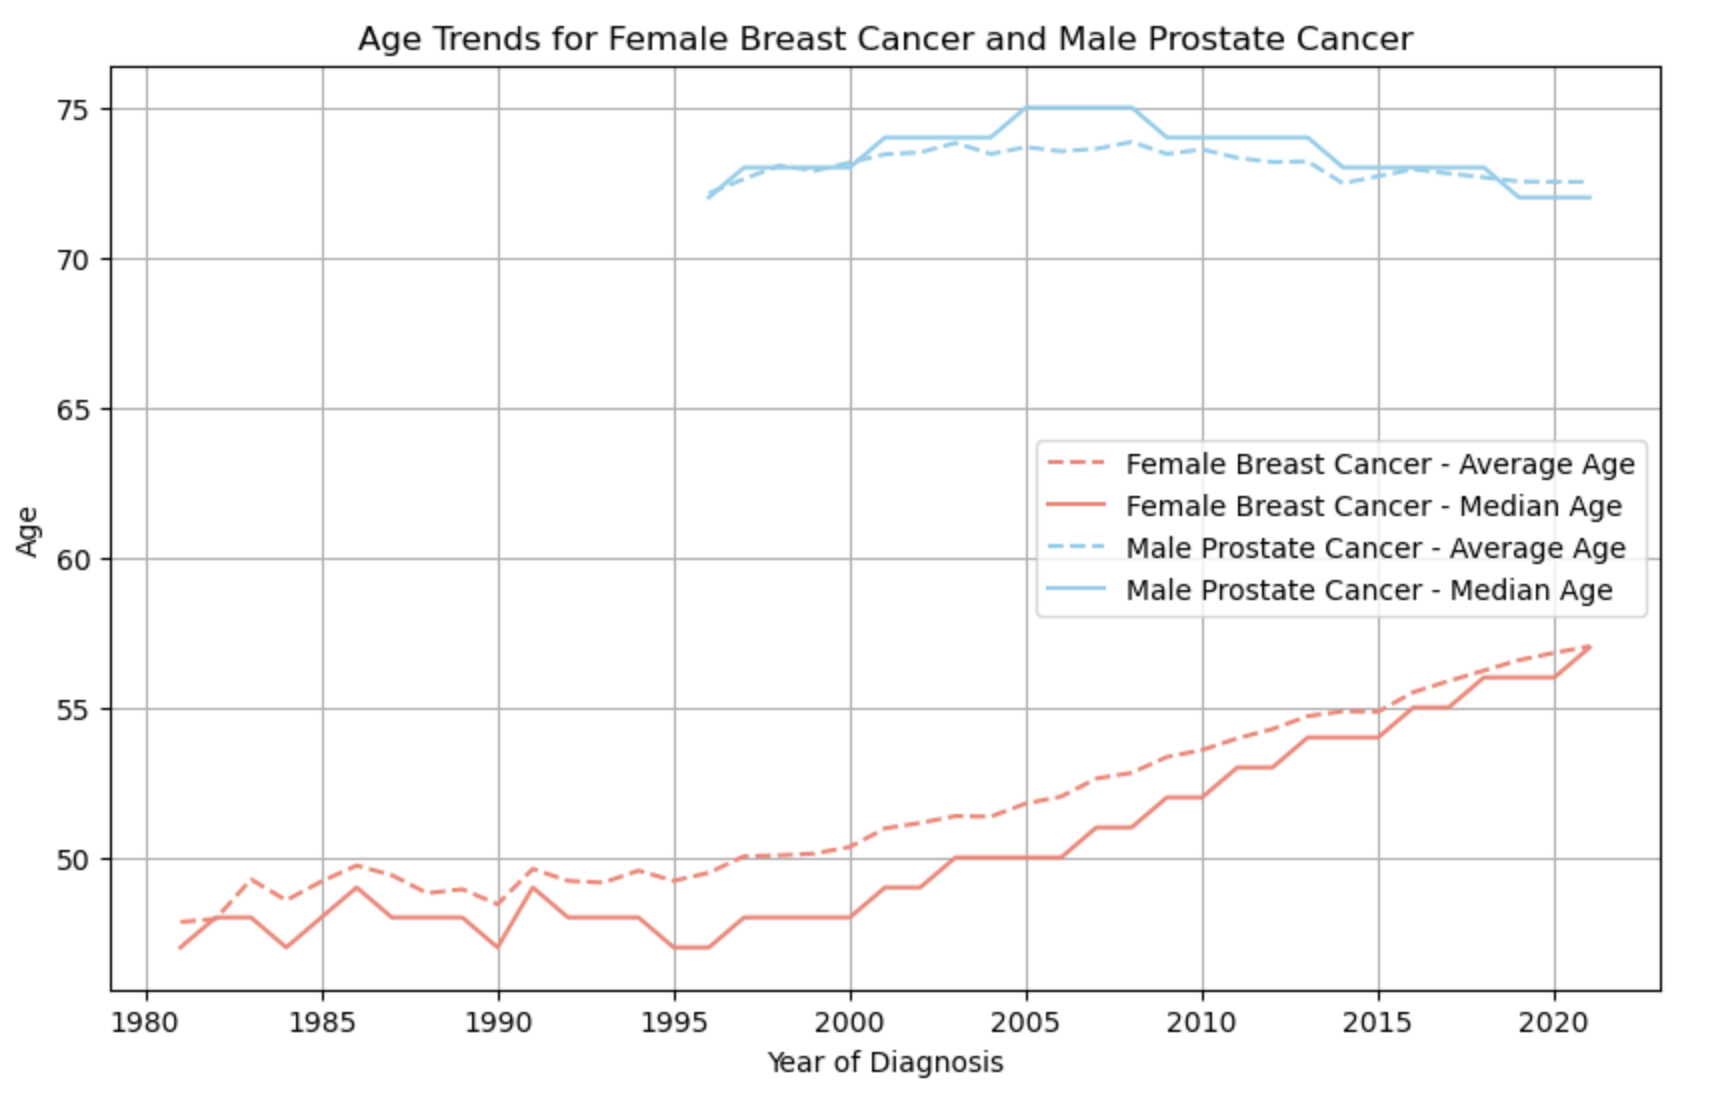 Age Trends for Female Breast Cancer and Male Prostate Cancer
75
70
65
60
55
50
Age
Female Breast Cancer - Average Age
Female Breast Cancer - Median Age
Male Prostate Cancer - Average Age
Male Prostate Cancer - Median Age
1980 1985 1990 1995 2000 2005 2010 2015 2020
Year of Diagnosis